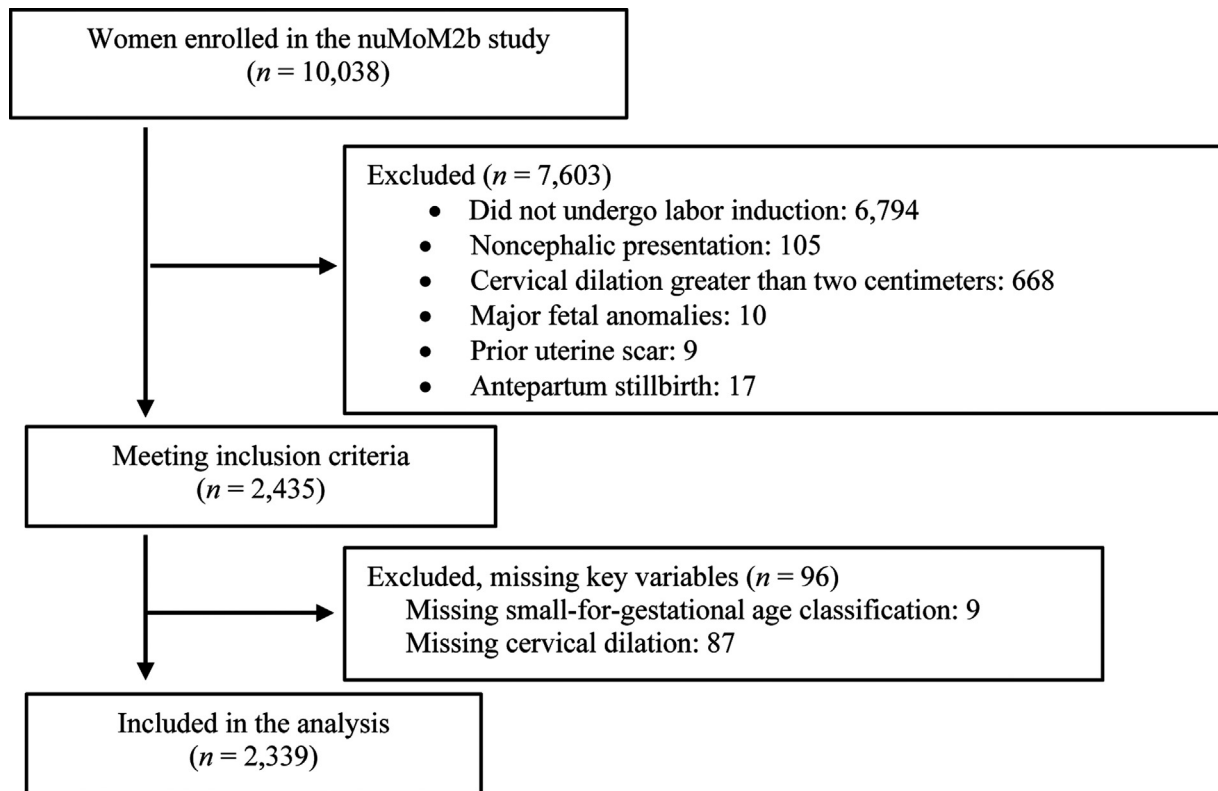 Women enrolled in the nuMoM2b study
(n = 10,038)
Excluded (n = 7,603)
• Did not undergo labor induction: 6,794
• Noncephalic presentation: 105
• Cervical dilation greater than two centimeters: 668
• Major fetal anomalies: 10
• Prior uterine scar: 9
• Antepartum stillbirth: 17
Meeting inclusion criteria
(n = 2,435)
Excluded, missing key variables (n = 96)
Missing small-for-gestational age classification: 9
Missing cervical dilation: 87
Included in the analysis
(n = 2,339)